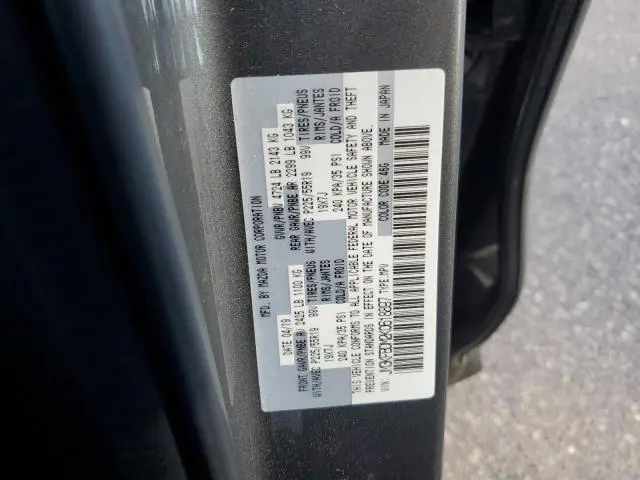 MFD. BY MAZDA MOTOR CORPORATION
DATE 04/19 GVWR/PNBV 4724 LB 2143 KG
FRONT GAWR/PNBE AV 2425 LB 1100 KG REAR GAWR/PNBE AR 2299 LB 1043 KG
WITH/AVEC P225/55R19 99V TIRES/PNEUS WITH/AVEC P225/55R19 99V TIRES/PNEUS
19X7J RIMS/JANTES 19X7J RIMS/JANTES
240 KPA/35 PSI COLD/A FROID 240 KPA/35 PSI COLD/A FROID
THIS VEHICLE CONFORMS TO ALL APPLICABLE FEDERAL MOTOR VEHICLE SAFETY AND THEFT
PREVENTION STANDARDS IN EFFECT ON THE DATE OF MANUFACTURE SHOWN ABOVE.
VIN: TYPE:MPV COLOR CODE:46G MADE IN JAPAN